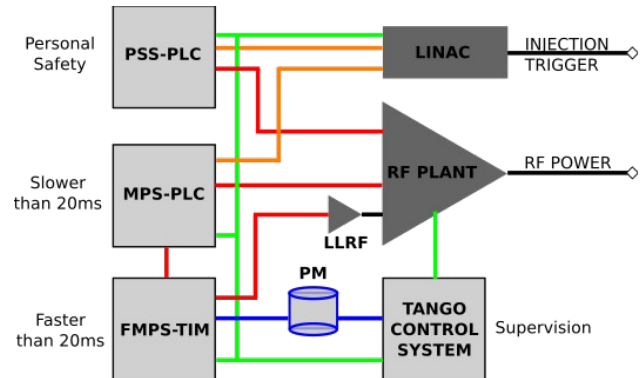 Personal
Safety
PSS-PLC
LINAC
INJECTION
TRIGGER
Slower
than 20ms
MPS-PLC
RF PLANT
RF POWER
LLRF
PM
Faster
than 20ms
FMPS-TIM
TANGO
CONTROL
SYSTEM
Supervision